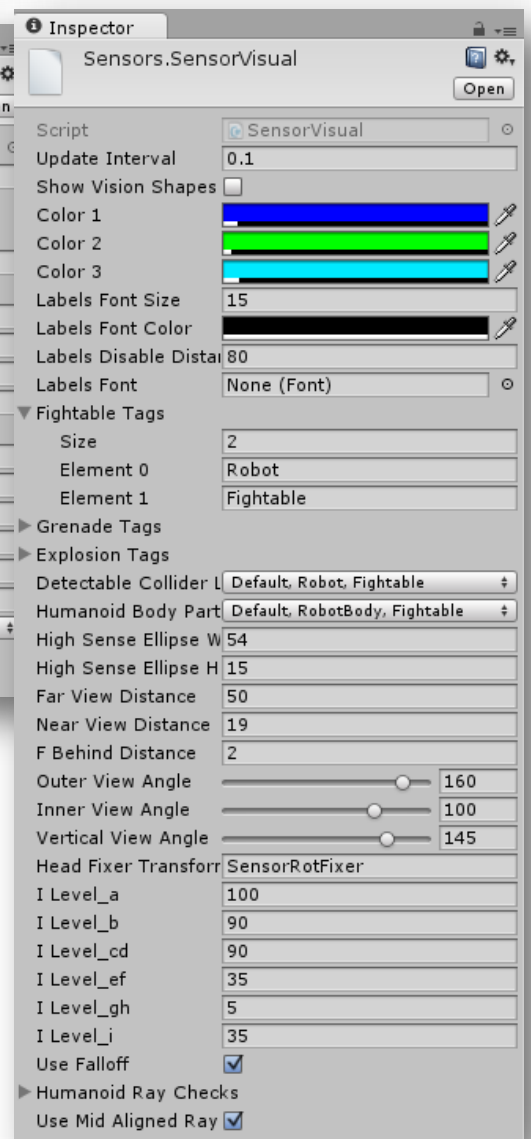 Inspector
Sensors.SensorVisual
Open
Script SensorVisual
Update Interval 0.1
Show Vision Shapes
Color 1
Color 2
Color 3
Labels Font Size 15
Labels Font Color
Labels Disable Distar 80
Labels Font None (Font)
Fightable Tags
Size 2
Element 0 Robot
Element 1 Fightable
Grenade Tags
Explosion Tags
Detectable Collider L Default, Robot, Fightable
Humanoid Body Part Default, RobotBody, Fightable
High Sense Ellipse W 54
High Sense Ellipse H 15
Far View Distance 50
Near View Distance 19
F Behind Distance 2
Outer View Angle 160
Inner View Angle 100
Vertical View Angle 145
Head Fixer Transforr SensorRotFixer
I Level_a 100
I Level_b 90
I Level_cd 90
I Level_ef 35
I Level_gh 5
I Level_i 35
Use Falloff
Humanoid Ray Checks
Use Mid Aligned Ray